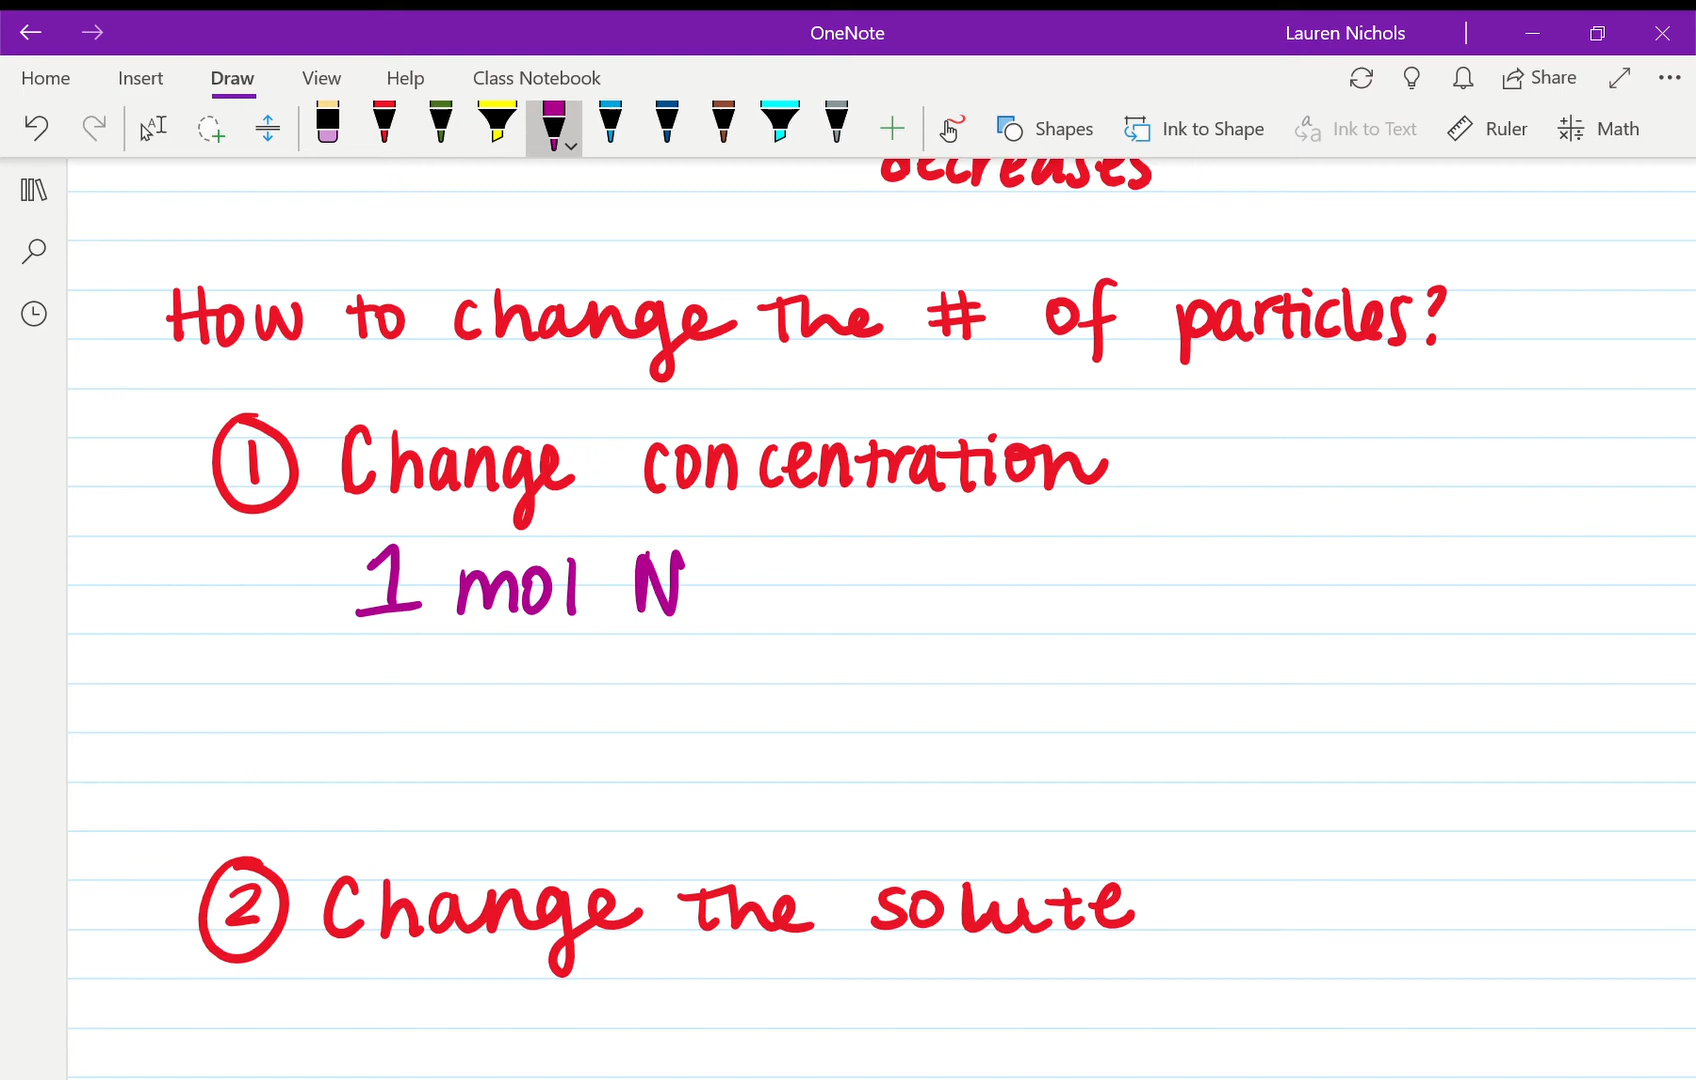 OneNote
Lauren Nichols
Home Insert Draw View Help Class Notebook Share
Shapes Ink to Shape Ink to Text Ruler Math
decreases
How to change the # of particles?
1 Change concentration
1 mol N
2 Change the solute